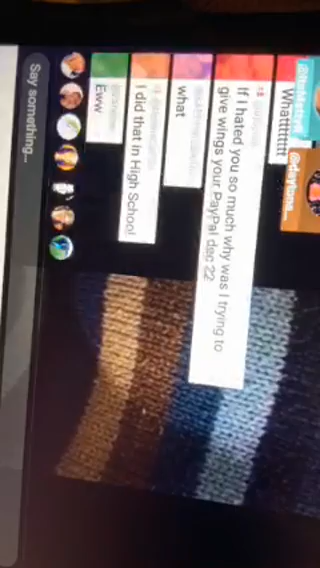 Whatttttttt
If I hated you so much why was I trying to
give wings your PayPal dec 22
what
I did that in High School
Eww
Say something...